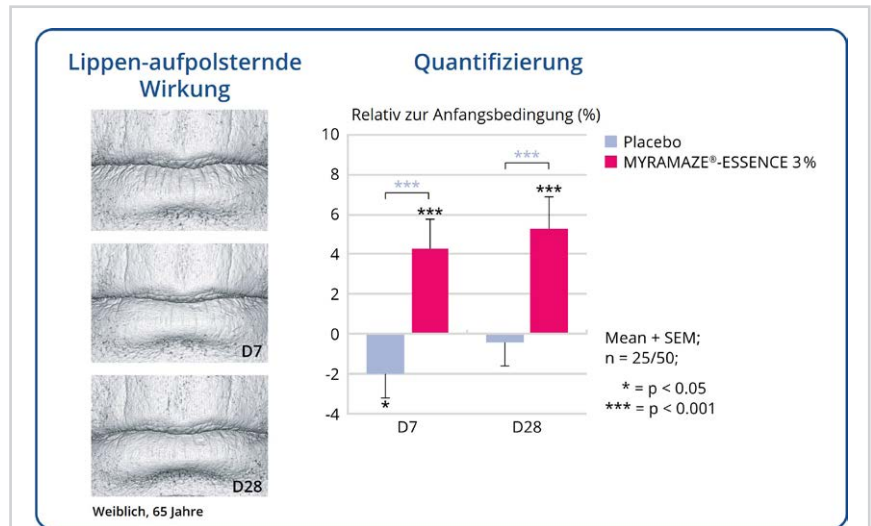 Lippen-aufpolsternde
Wirkung
D7
D28
Weiblich, 65 Jahre
Quantifizierung
Relativ zur Anfangsbedingung (%)
10
8
6
4
2
0
-2
-4
***
***
***
***
*
D7
D28
Placebo
MYRAMAZE®-ESSENCE 3 %
Mean + SEM;
n = 25/50;
* = p < 0.05
*** = p < 0.001